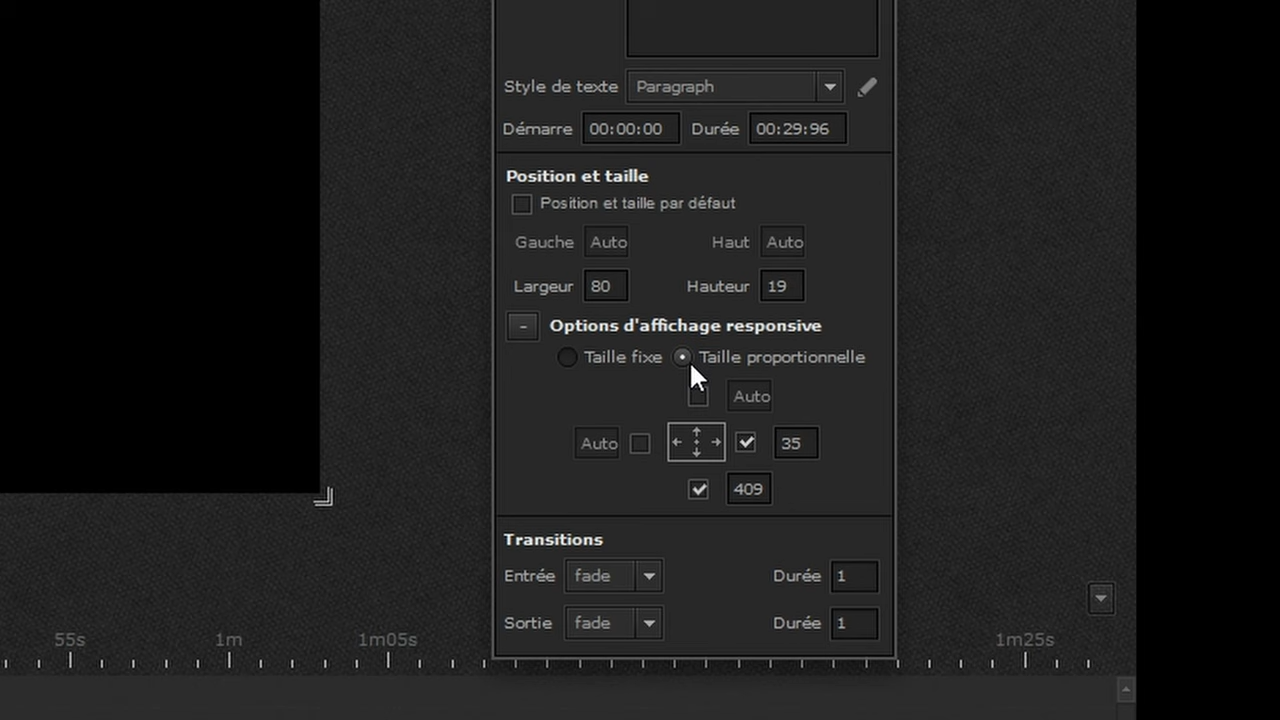 Style de texte Paragraph
Démarre 00:00:00 Durée 00:29:96
Position et taille
Position et taille par défaut
Gauche Auto Haut Auto
Largeur 80 Hauteur 19
- Options d'affichage responsive
Taille fixe Taille proportionnelle
Auto
Auto 35
409
Transitions
Entrée fade Durée 1
Sortie fade Durée 1
55s 1m 1m05s 1m25s